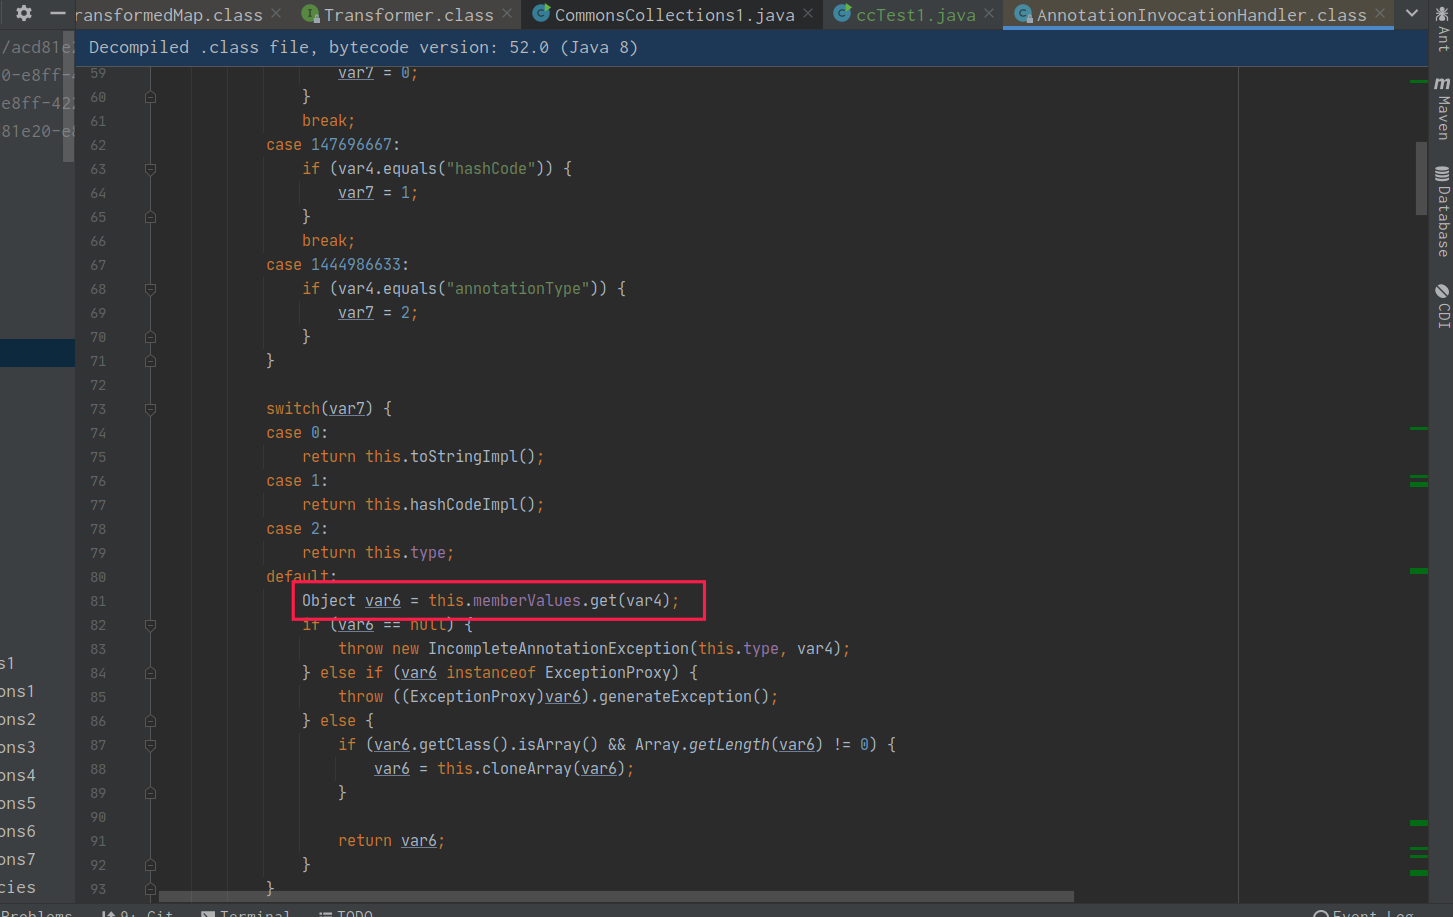 ransformedMap.class Transformer.class CommonsCollections1.java ccTest1.java AnnotationInvocationHandler.class
Decompiled .class file, bytecode version: 52.0 (Java 8)
/acd81e2
0-e8ff-4
e8ff-422
81e20-e8
59 var7 = 0;
60 }
61 break;
62 case 147696667:
63 if (var4.equals("hashCode")) {
64 var7 = 1;
65 }
66 break;
67 case 1444986633:
68 if (var4.equals("annotationType")) {
69 var7 = 2;
70 }
71 }
72
73 switch(var7) {
74 case 0:
75 return this.toStringImpl();
76 case 1:
77 return this.hashCodeImpl();
78 case 2:
79 return this.type;
80 default:
81 Object var6 = this.memberValues.get(var4);
82 if (var6 == null) {
83 throw new IncompleteAnnotationException(this.type, var4);
84 } else if (var6 instanceof ExceptionProxy) {
85 throw ((ExceptionProxy)var6).generateException();
86 } else {
87 if (var6.getClass().isArray() && Array.getLength(var6) != 0) {
88 var6 = this.cloneArray(var6);
89 }
90
91 return var6;
92 }
93 }
s1
ons1
ons2
ons3
ons4
ons5
ons6
ons7
cies
Ant
Maven
Database
CDI
Problems 9: Git Terminal TODO Event Log